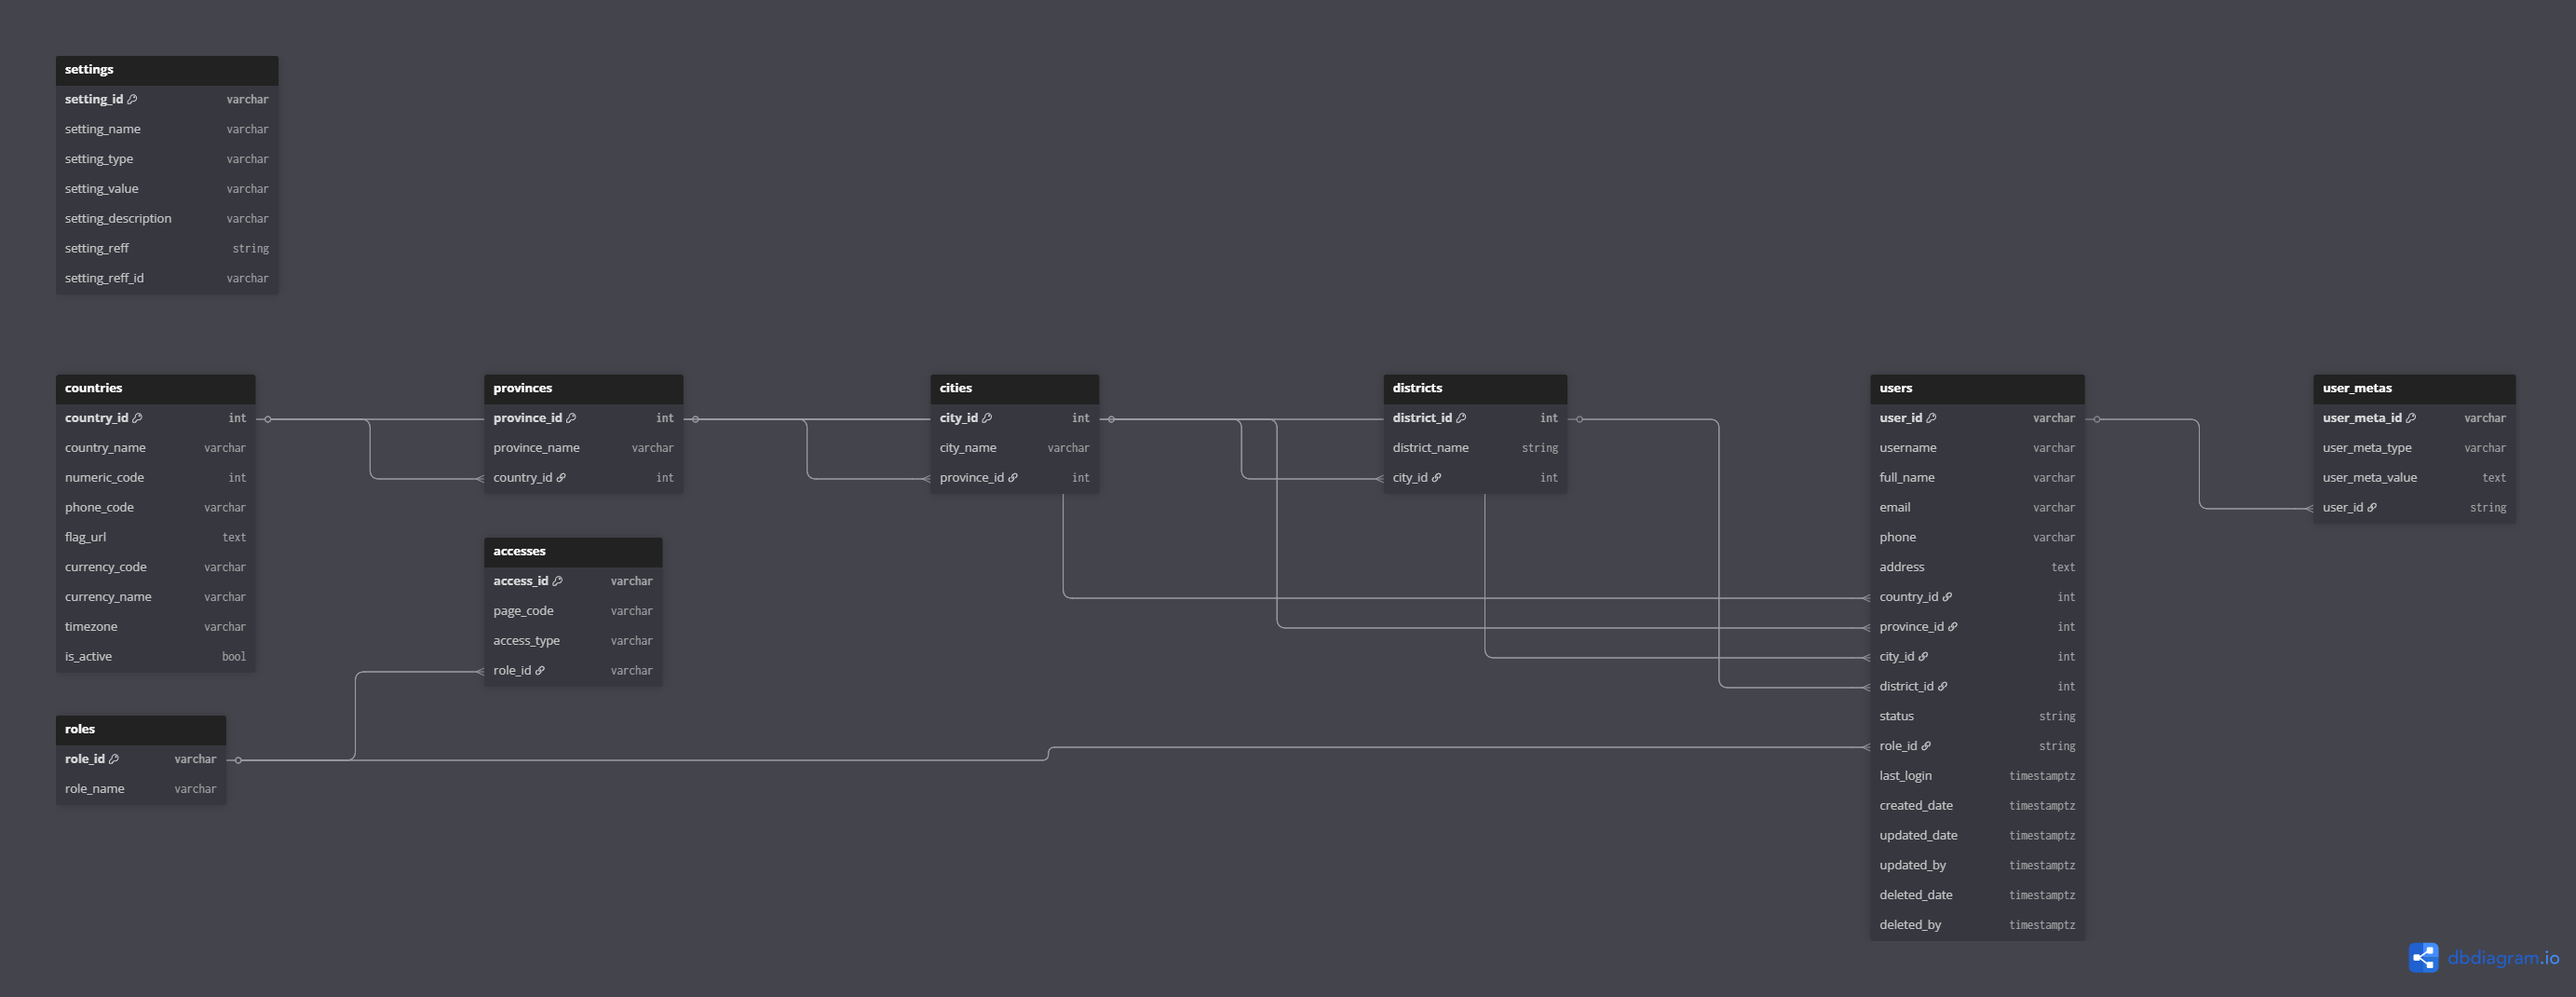 settings
setting_id varchar
setting_name varchar
setting_type varchar
setting_value varchar
setting_description varchar
setting_reff string
setting_reff_id varchar
countries
country_id int
country_name varchar
numeric_code int
phone_code varchar
flag_url text
currency_code varchar
currency_name varchar
timezone varchar
is_active bool
provinces
province_id int
province_name varchar
country_id int
cities
city_id int
city_name varchar
province_id int
districts
district_id int
district_name string
city_id int
users
user_id varchar
username varchar
full_name varchar
email varchar
phone varchar
address text
country_id int
province_id int
city_id int
district_id int
status string
role_id string
last_login timestamptz
created_date timestamptz
updated_date timestamptz
updated_by timestamptz
deleted_date timestamptz
deleted_by timestamptz
user_metas
user_meta_id varchar
user_meta_type varchar
user_meta_value text
user_id string
accesses
access_id varchar
page_code varchar
access_type varchar
role_id varchar
roles
role_id varchar
role_name varchar
dbdiagram.io